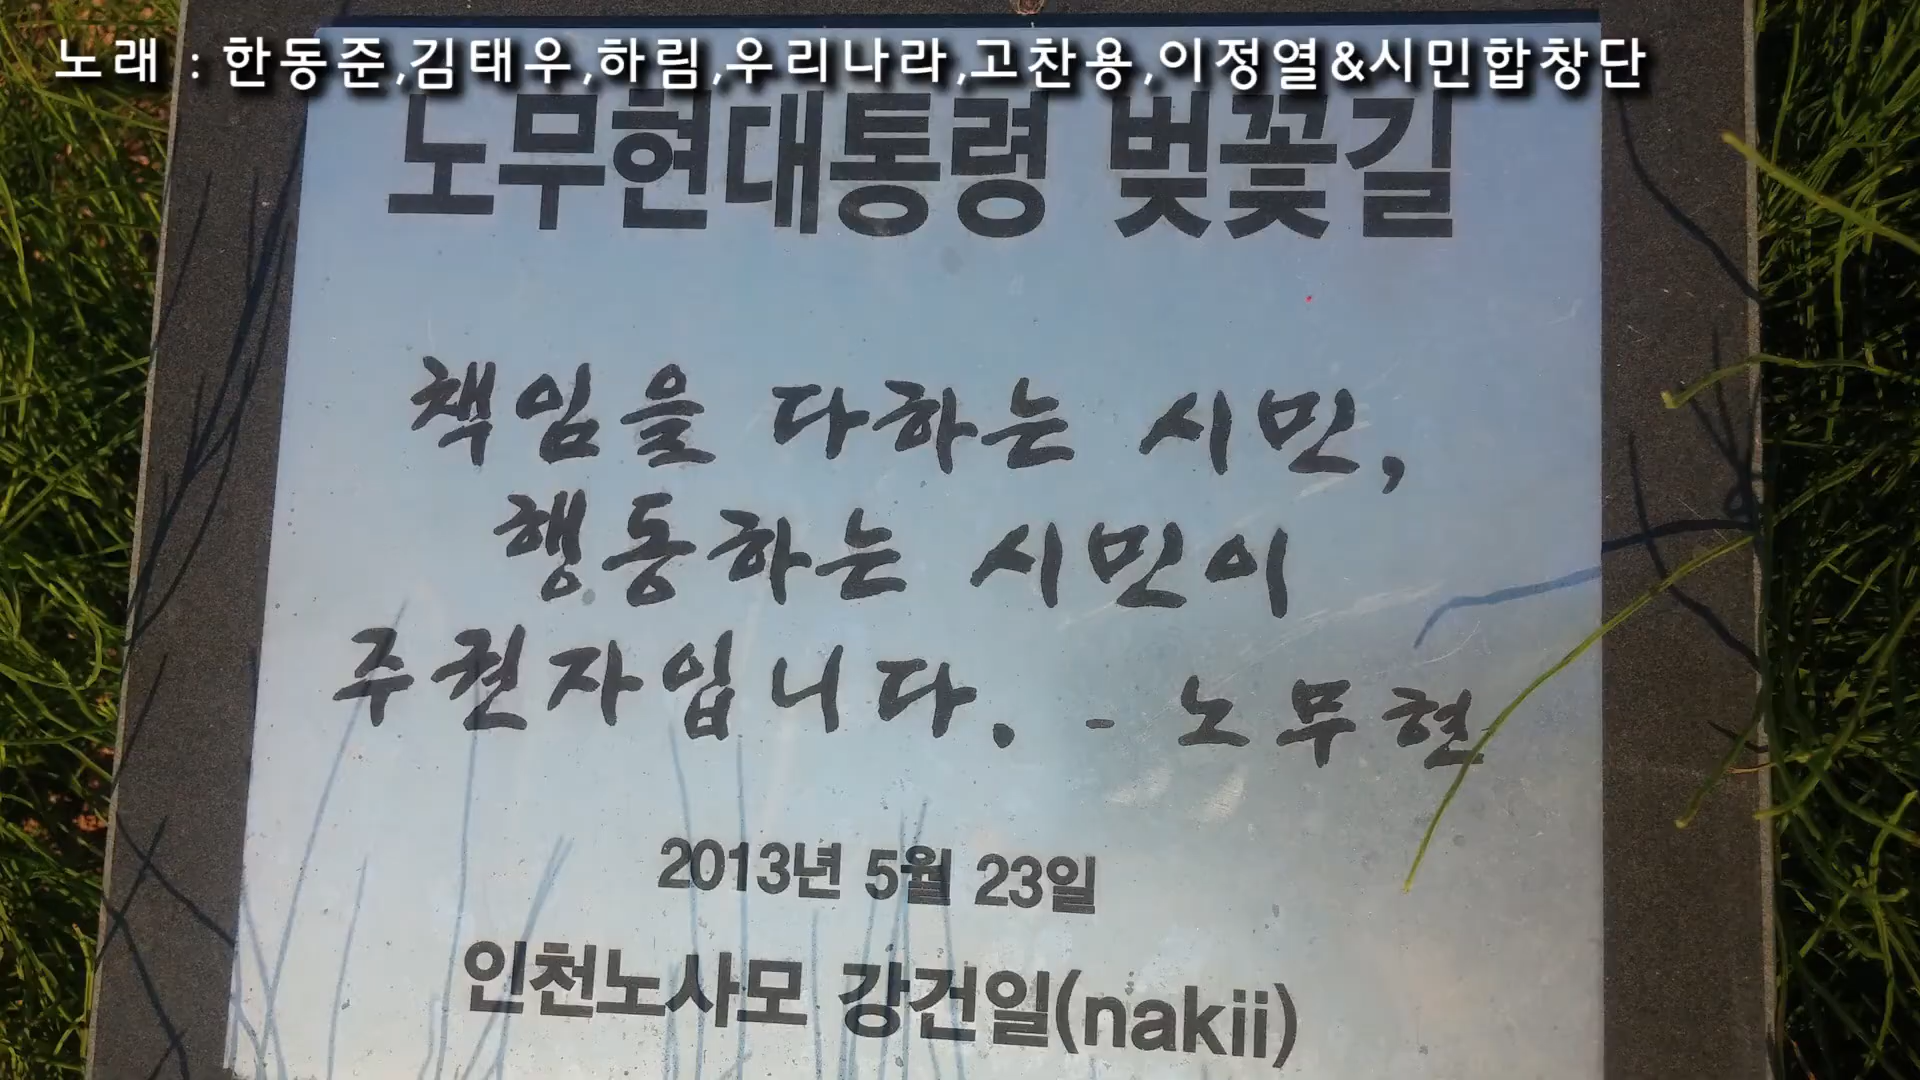 노래 : 한동준,김태우,하림,우리나라,고찬용,이정열&시민합창단
노무현대통령 벚꽃길
책임을 다하는 시민,
행동하는 시민이
주권자입니다. - 노무현
2013년 5월 23일
인천노사모 강건일(nakii)